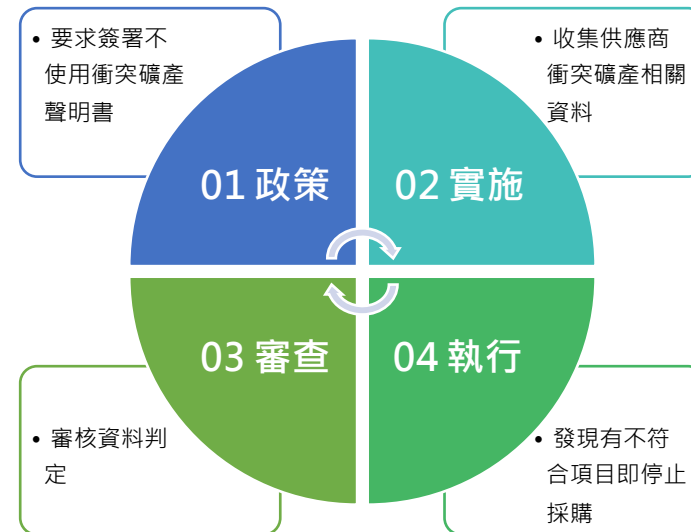 • 要求簽署不
使用衝突礦產
聲明書
• 收集供應商
衝突礦產相關
資料
01 政策
02 實施
03 審查
04 執行
• 審核資料判
定
• 發現有不符
合項目即停止
採購